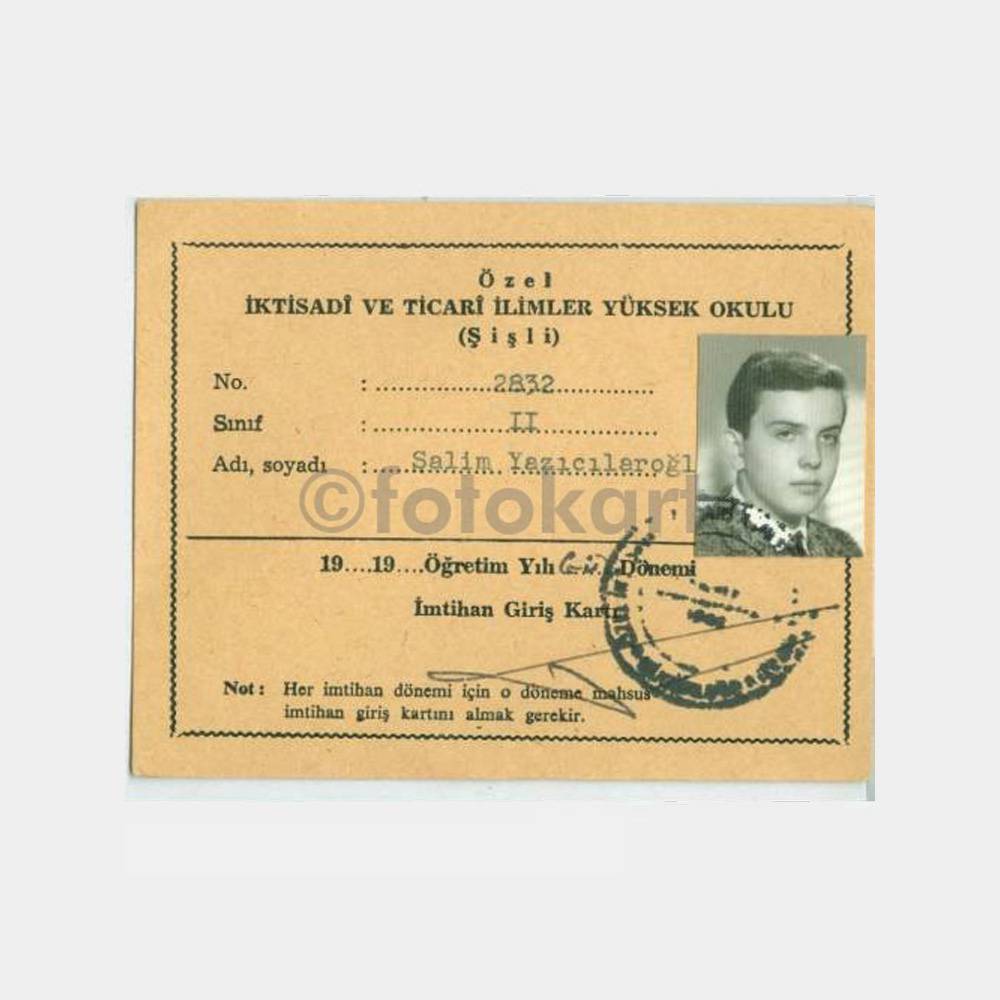 Özel
İKTİSADÎ VE TİCARÎ İLİMLER YÜKSEK OKULU
(Şişli)
No. :....................2832....................
Sınıf :....................II....................
Adı, soyadı :.... Salim Yazıcılaroğl
©fotokart
19....19....Öğretim Yılı Dönemi
İmtihan Giriş Kartı
Not: Her imtihan dönemi için o döneme mahsus
imtihan giriş kartını almak gerekir.